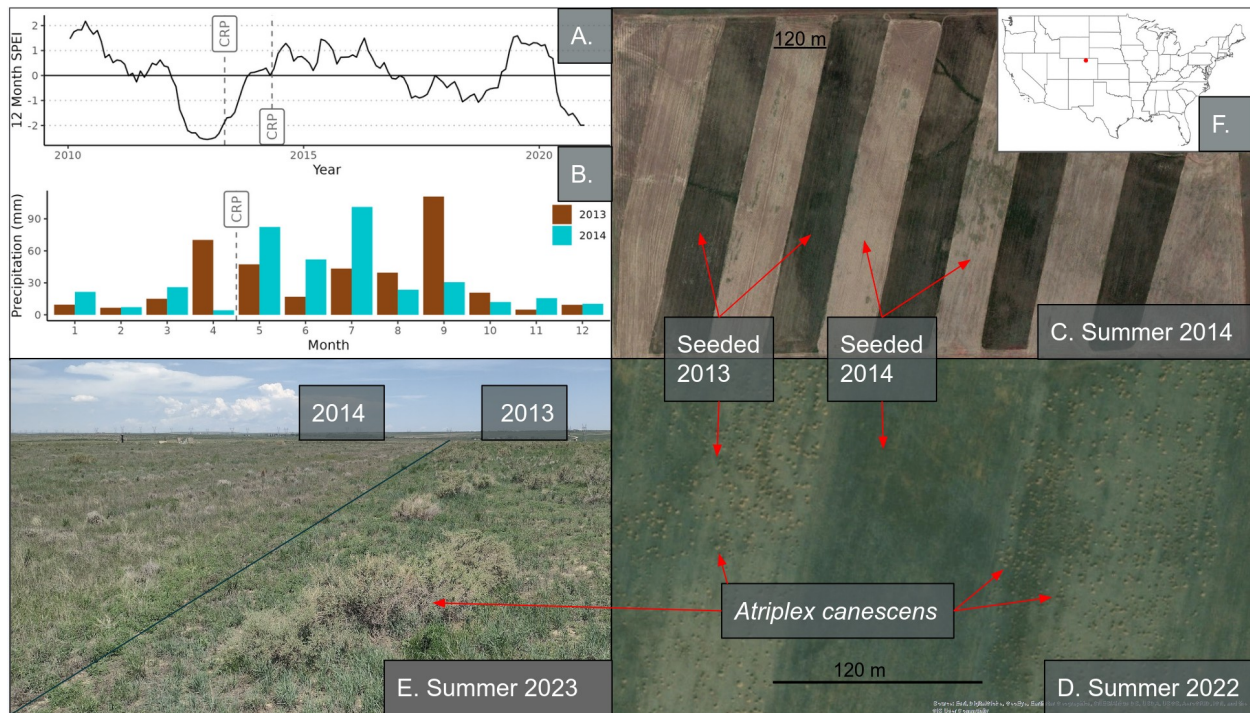 A.
12 Month SPEI
2
1
0
-1
-2
CRP
CRP
2010
2015
2020
Year
B.
Precipitation (mm)
90
60
30
0
CRP
2013
2014
1 2 3 4 5 6 7 8 9 10 11 12
Month
120 m
F.
Seeded
2013
Seeded
2014
C. Summer 2014
2014
2013
E. Summer 2023
Atriplex canescens
120 m
D. Summer 2022